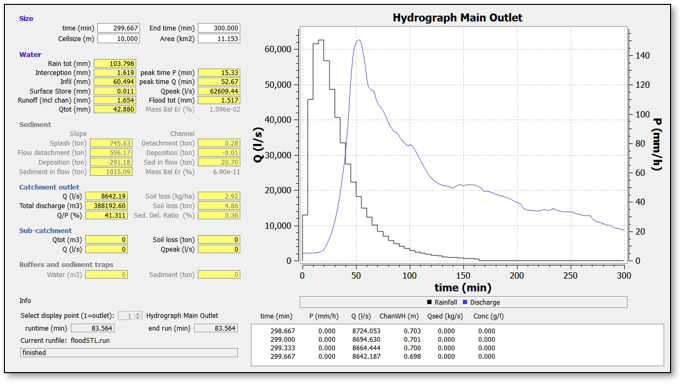 Size
time (min) 299.667 End time (min) 300.000
Cellsize (m) 10.000 Area (km2) 11.153
Water
Rain tot (mm) 103.798
Interception (mm) 1.619 peak time P (min) 15.33
Infil (mm) 60.494 peak time Q (min) 52.67
Surface Store (mm) 0.011 Qpeak (l/s) 62609.44
Runoff (incl chan) (mm) 1.654 Flood tot (mm) 1.517
Qtot (mm) 42.880 Mass Bal Er (%) 1.096e-02
Sediment
Slope Channel
Splash (ton) 745.63 Detachment (ton) 0.28
Flow detachment (ton) 596.17 Deposition (ton) -0.01
Deposition (ton) -291.18 Sed in flow (ton) 20.70
Sediment in flow (ton) 1015.09 Mass Bal Er (%) 6.90e-11
Catchment outlet
Q (l/s) 8642.19 Soil loss (kg/ha) 2.92
Total discharge (m3) 388192.60 Soil loss (ton) 4.86
Q/P (%) 41.311 Sed. Del. Ratio (%) 0.36
Sub-catchment
Qtot (m3) 0 Soil loss (ton) 0
Q (l/s) 0 Qpeak (l/s) 0
Buffers and sediment traps
Water (m3) 0 Sediment (ton) 0
Info
Select display point (1=outlet): 1 Hydrograph Main Outlet
runtime (min) 83.564 end run (min) 83.564
Current runfile: floodSTL.run
finished
Hydrograph Main Outlet
Q (l/s)
60,000
50,000
40,000
30,000
20,000
10,000
0
P (mm/h)
140
120
100
80
60
40
20
0
0 50 100 150 200 250 300
time (min)
Rainfall Discharge
time (min) P (mm/h) Q (l/s) ChanWH (m) Qsed (kg/s) Conc (g/l)
298.667 0.000 8724.053 0.703 0.000 0.000
299.000 0.000 8694.630 0.701 0.000 0.000
299.333 0.000 8664.444 0.700 0.000 0.000
299.667 0.000 8642.187 0.698 0.000 0.000